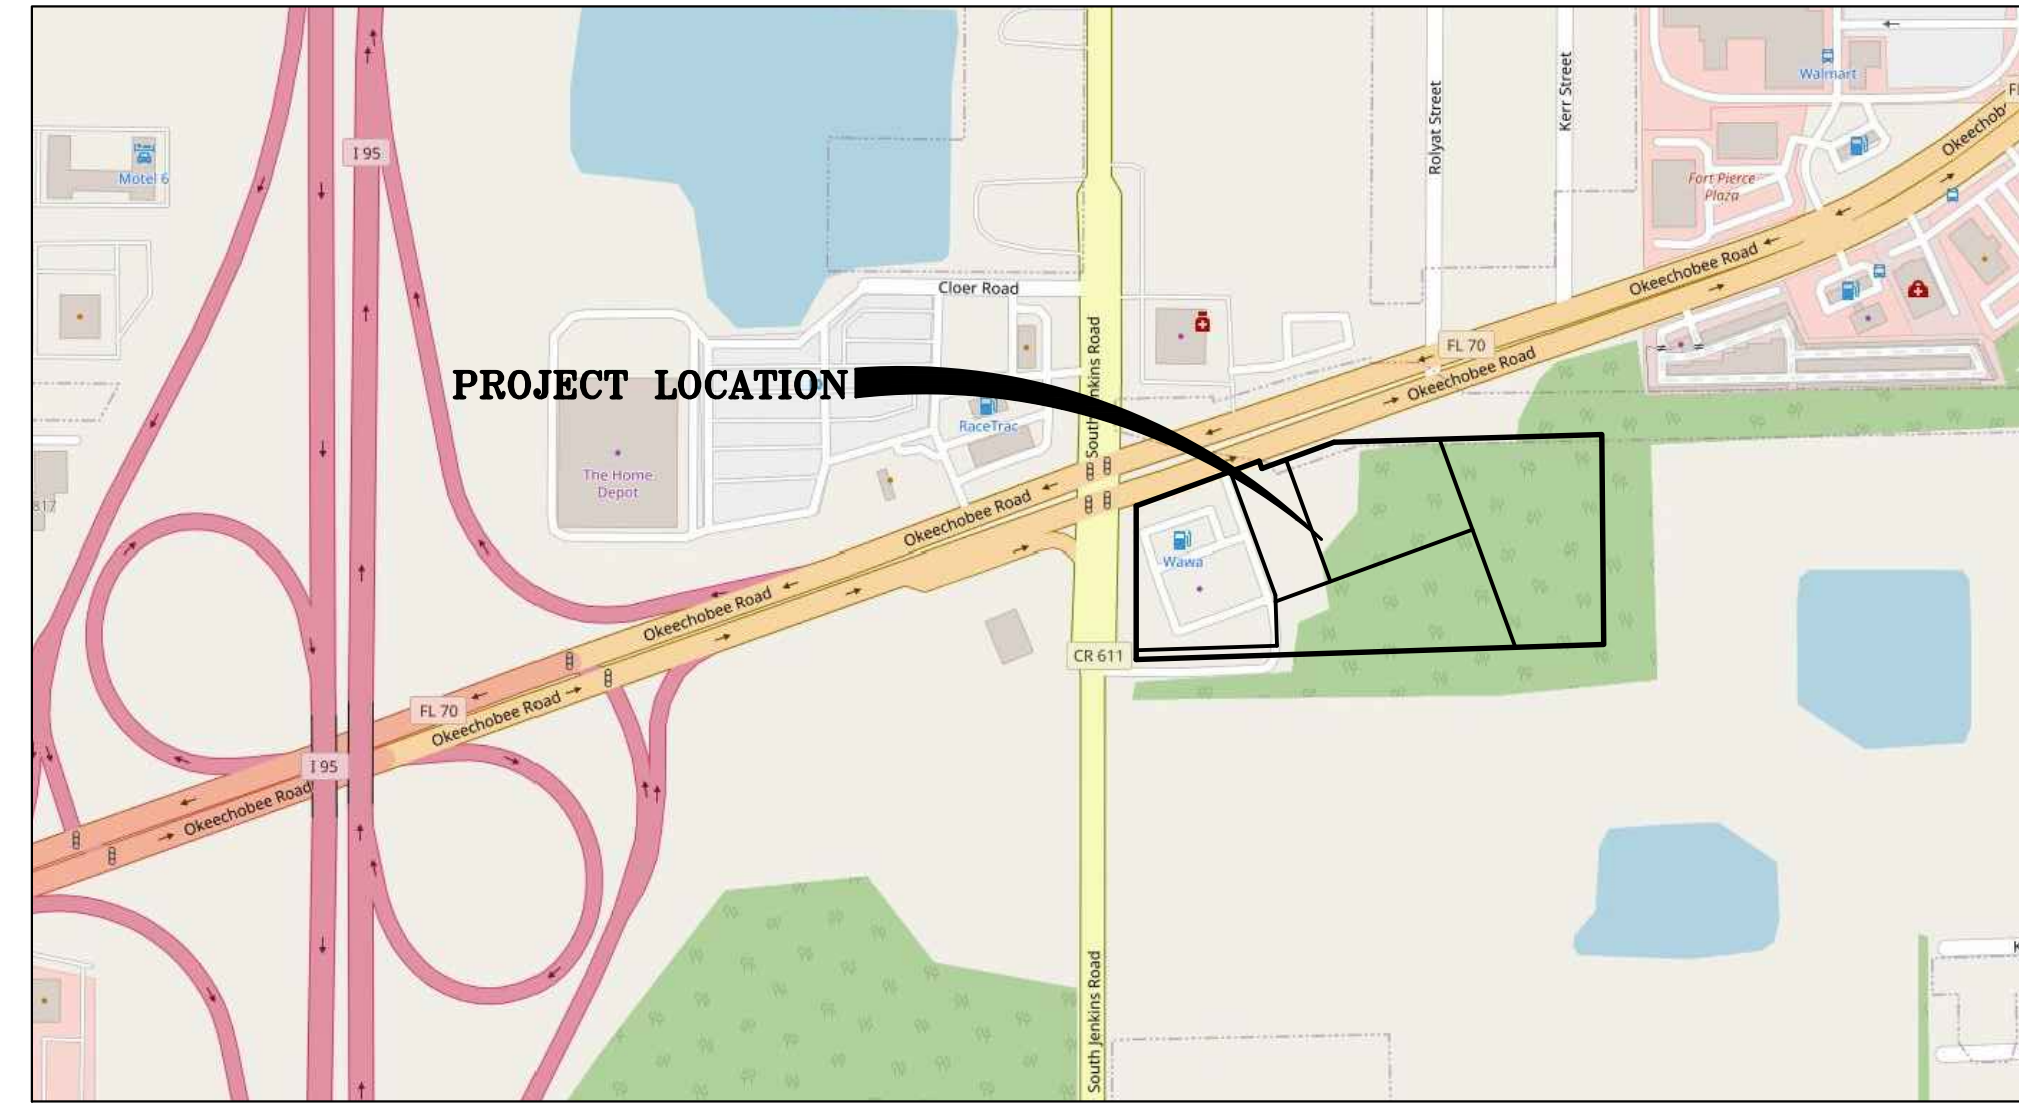 Walmart
I 95
Motel 6
Rolyat Street
Kerr Street
Fort Pierce
Plaza
Okeechobee Road
Cloer Road
South Jenkins Road
FL 70
Okeechobee Road
PROJECT LOCATION
RaceTrac
The Home
Depot
817
Okeechobee Road
Wawa
Okeechobee Road
CR 611
FL 70
Okeechobee Road
I 95
Okeechobee Road
South Jenkins Road